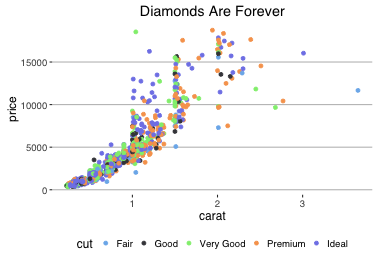 Diamonds Are Forever
price
15000
10000
5000
0
1 2 3
carat
cut Fair Good Very Good Premium Ideal